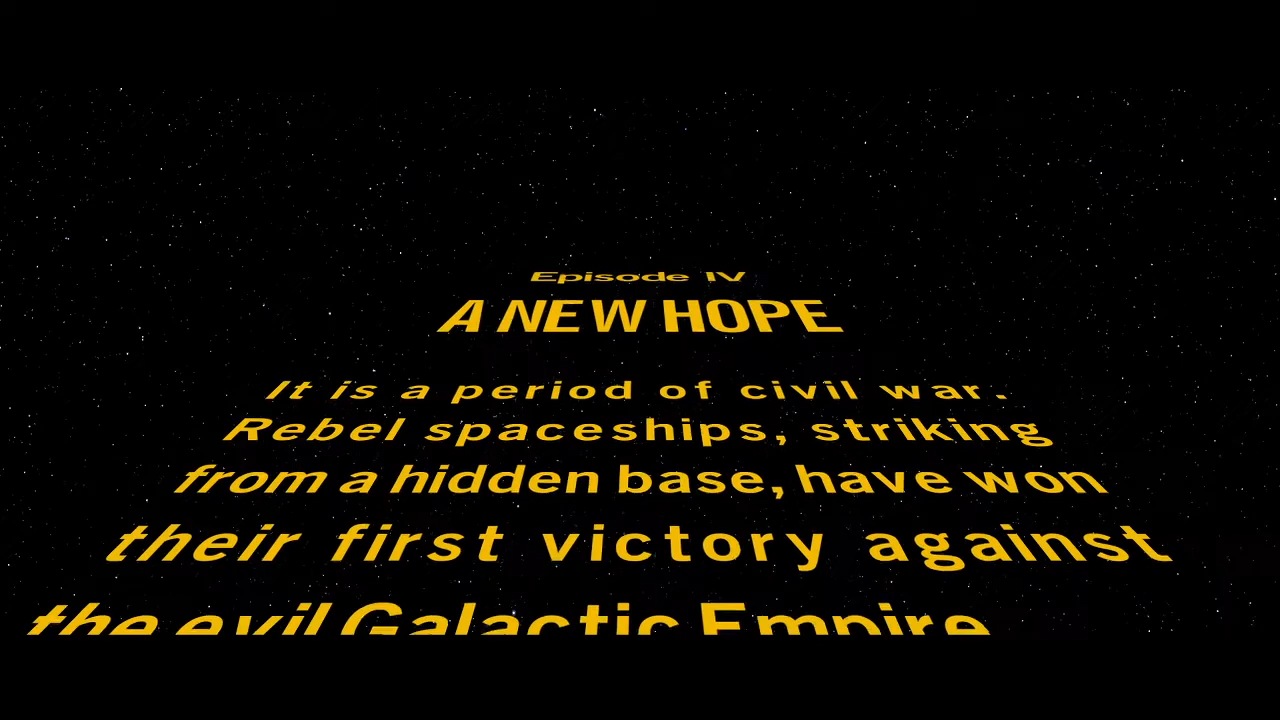 Episode IV
A NEW HOPE
It is a period of civil war.
Rebel spaceships, striking
from a hidden base, have won
their first victory against
the evil Galactic Empire